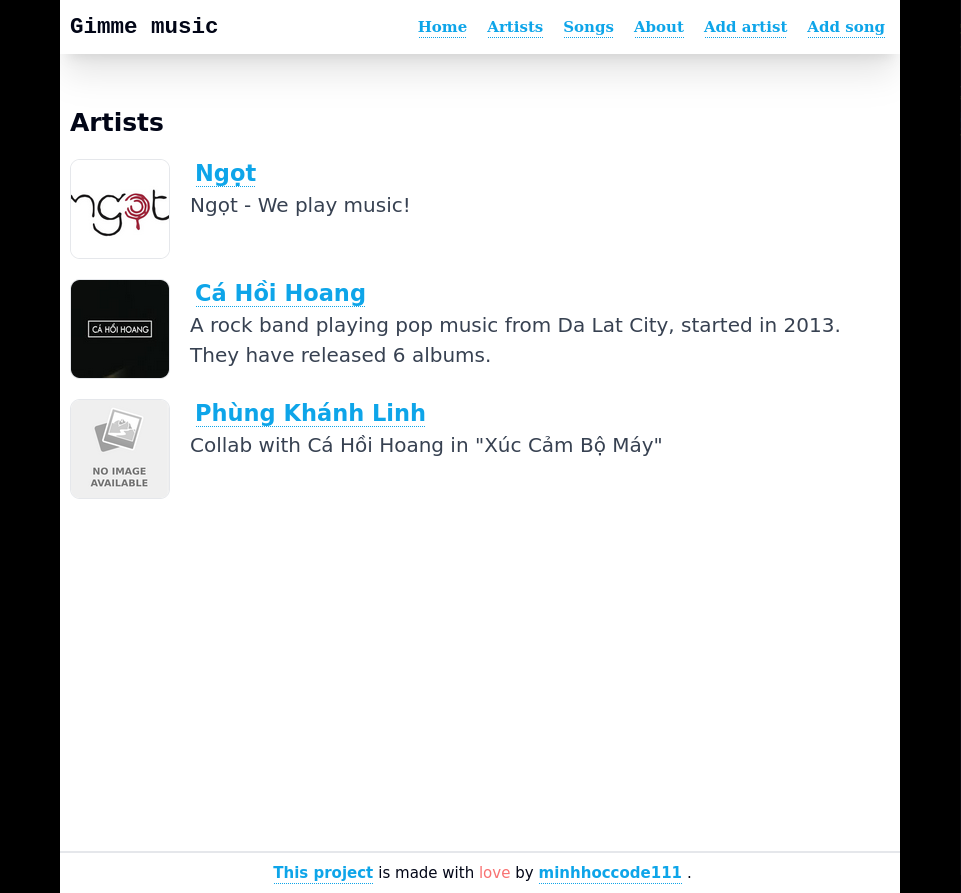 Gimme music
Home Artists Songs About Add artist Add song
Artists
ngọt
Ngọt
Ngọt - We play music!
CÁ HỒI HOANG
Cá Hồi Hoang
A rock band playing pop music from Da Lat City, started in 2013.
They have released 6 albums.
NO IMAGE
AVAILABLE
Phùng Khánh Linh
Collab with Cá Hồi Hoang in "Xúc Cảm Bộ Máy"
This project is made with love by minhhoccode111 .